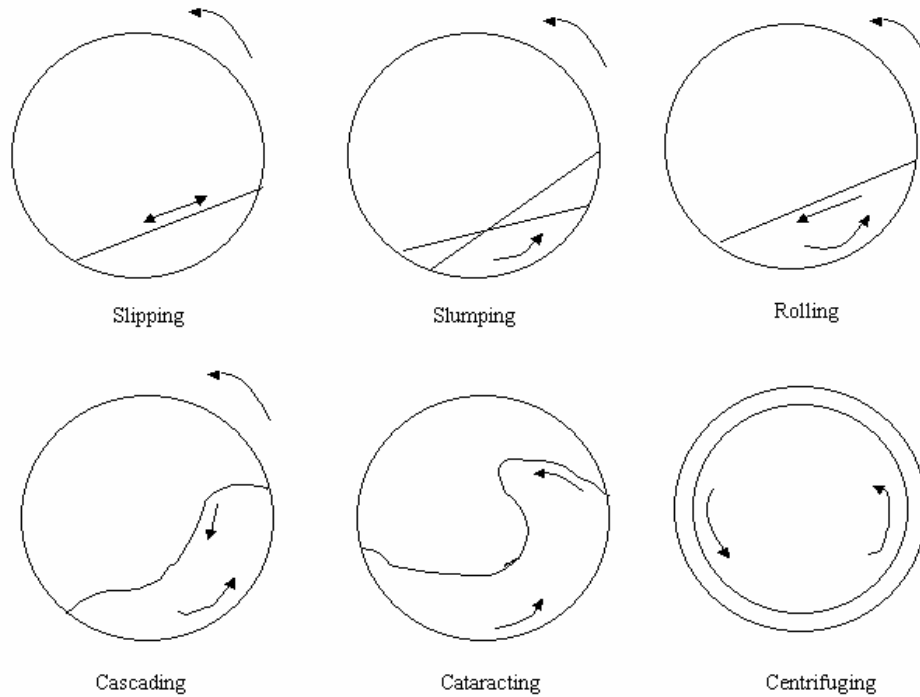 Slipping
Slumping
Rolling
Cascading
Cataracting
Centrifuging